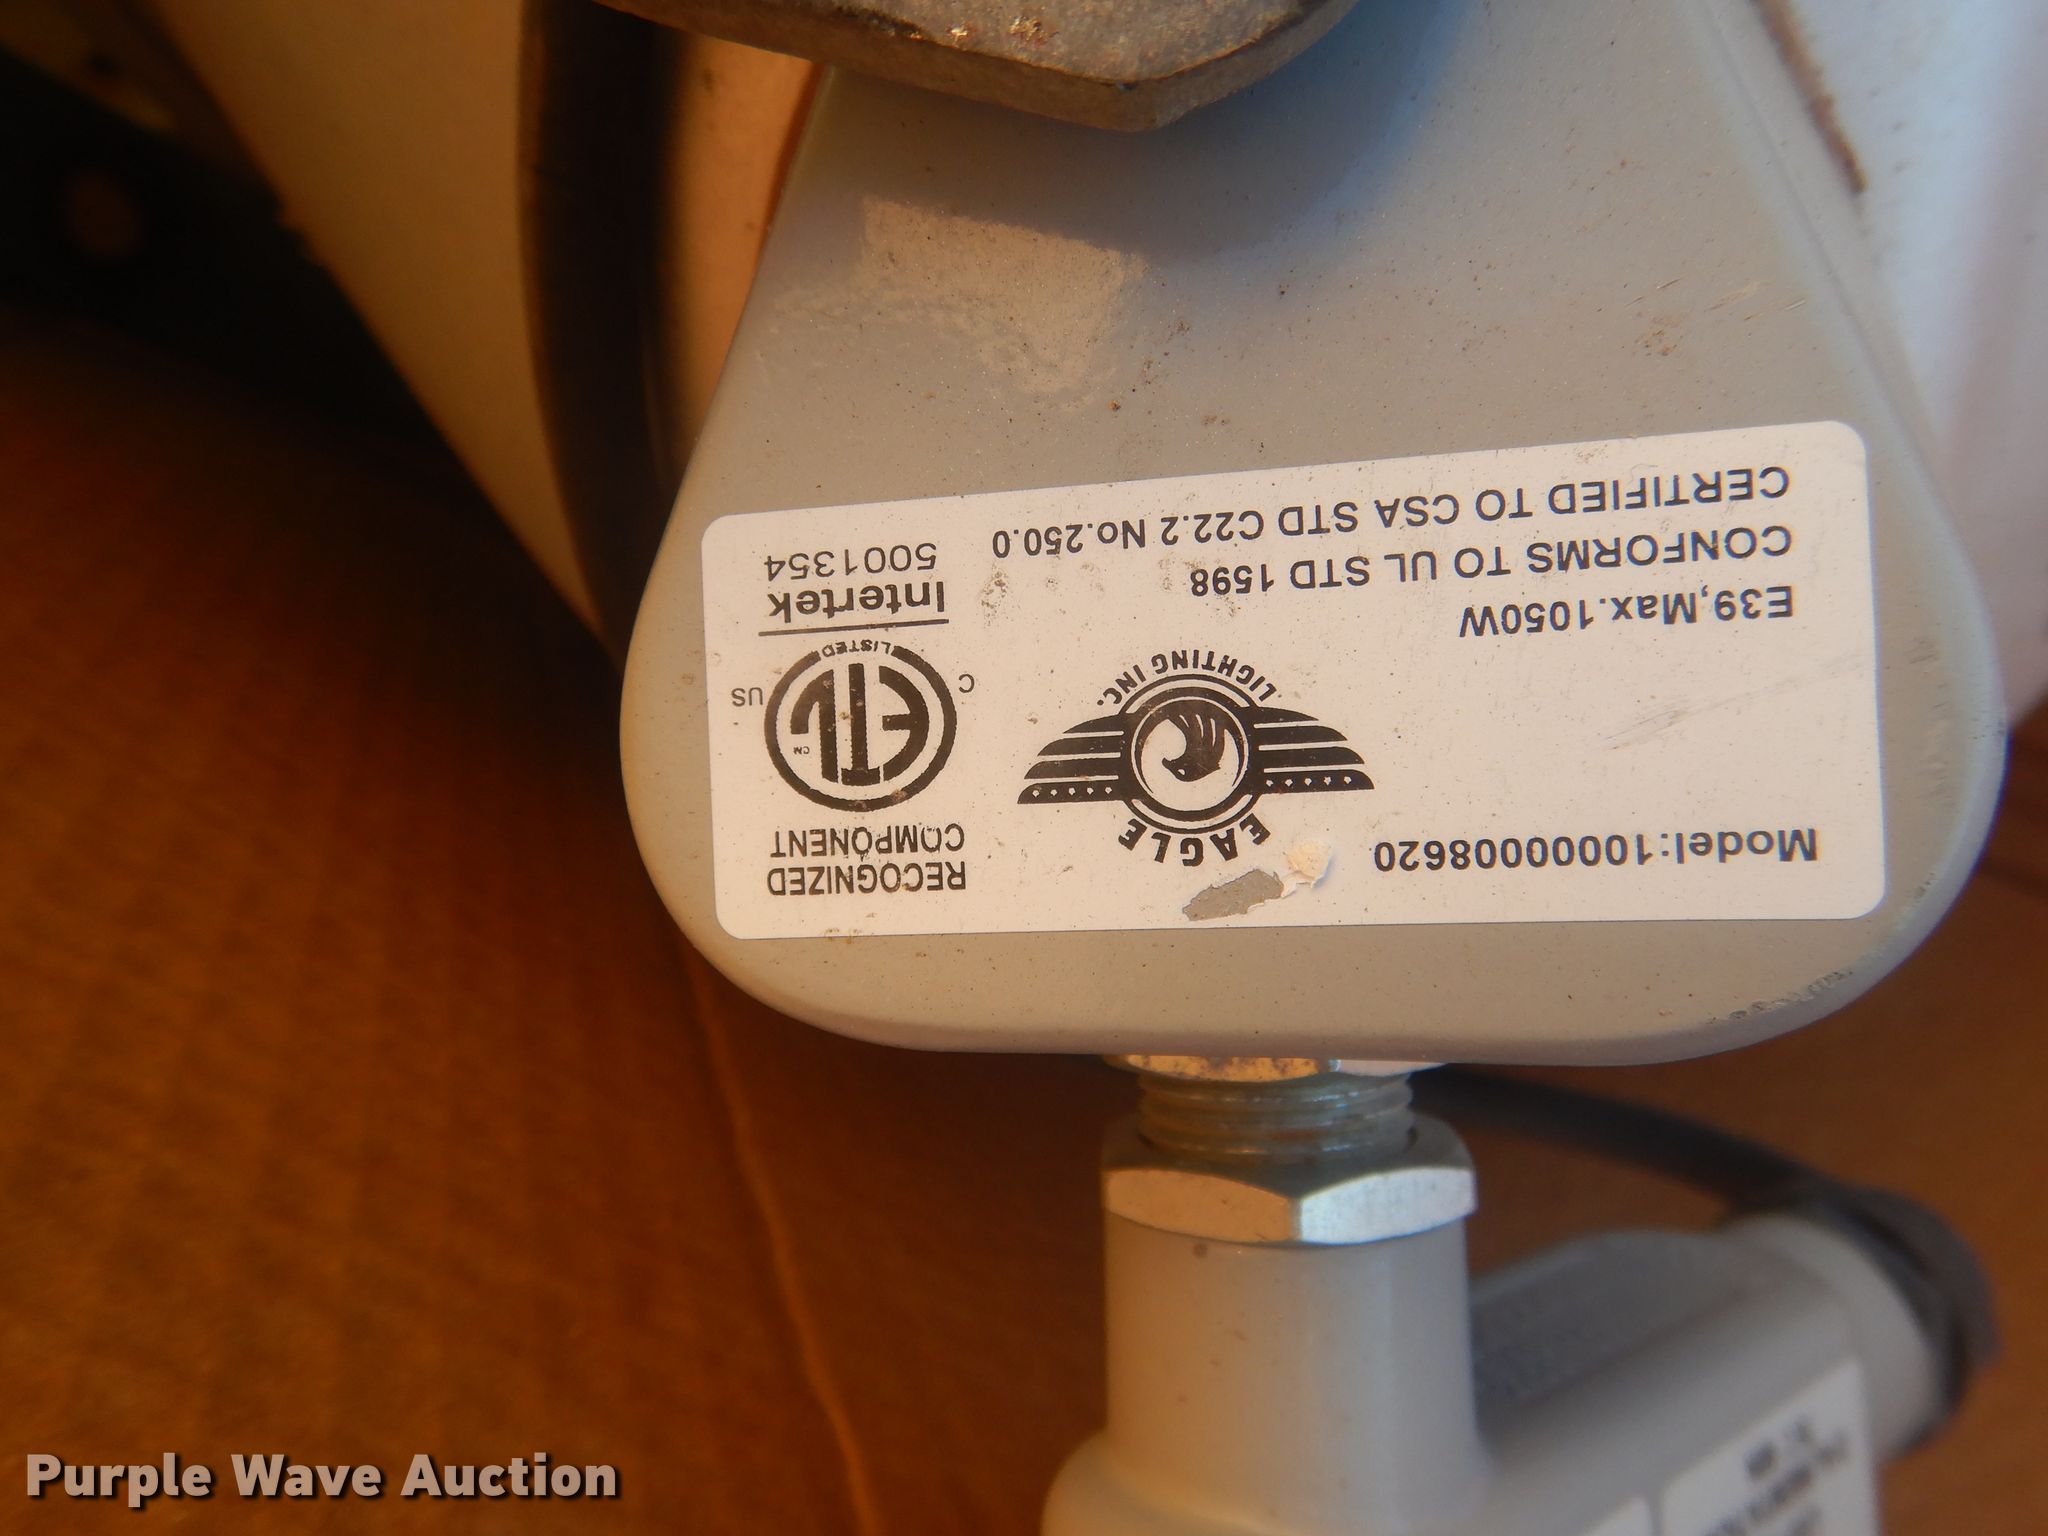 Model:1000008620
E39,Max.1050W
CONFORMS TO UL STD 1598
CERTIFIED TO CSA STD C22.2 No.250.0
EAGLE
LIGHTING INC.
RECOGNIZED
COMPONENT
ETL
CM
LISTED
C
US
Intertek
5001354
Purple Wave Auction